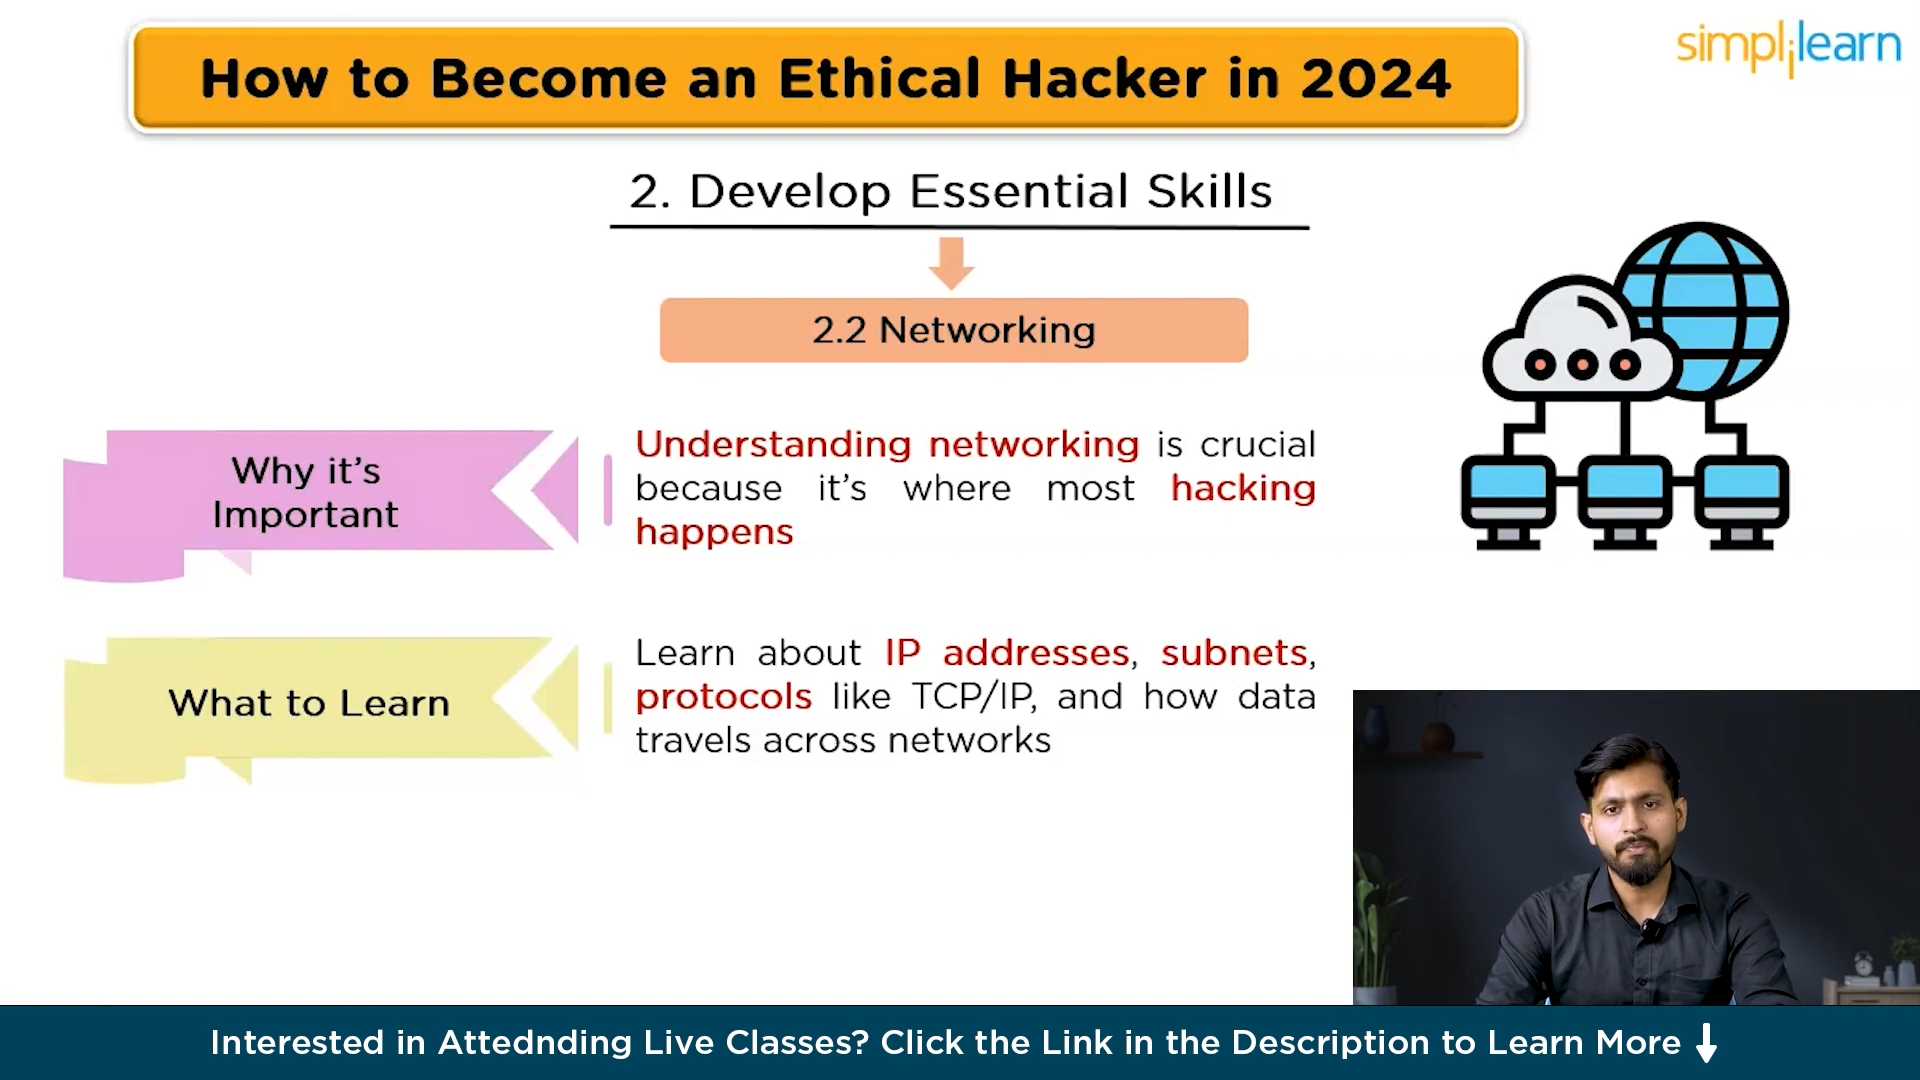 How to Become an Ethical Hacker in 2024
simplilearn
2. Develop Essential Skills
2.2 Networking
Why it's
Important
Understanding networking is crucial
because it's where most hacking
happens
What to Learn
Learn about IP addresses, subnets,
protocols like TCP/IP, and how data
travels across networks
Interested in Attednding Live Classes? Click the Link in the Description to Learn More